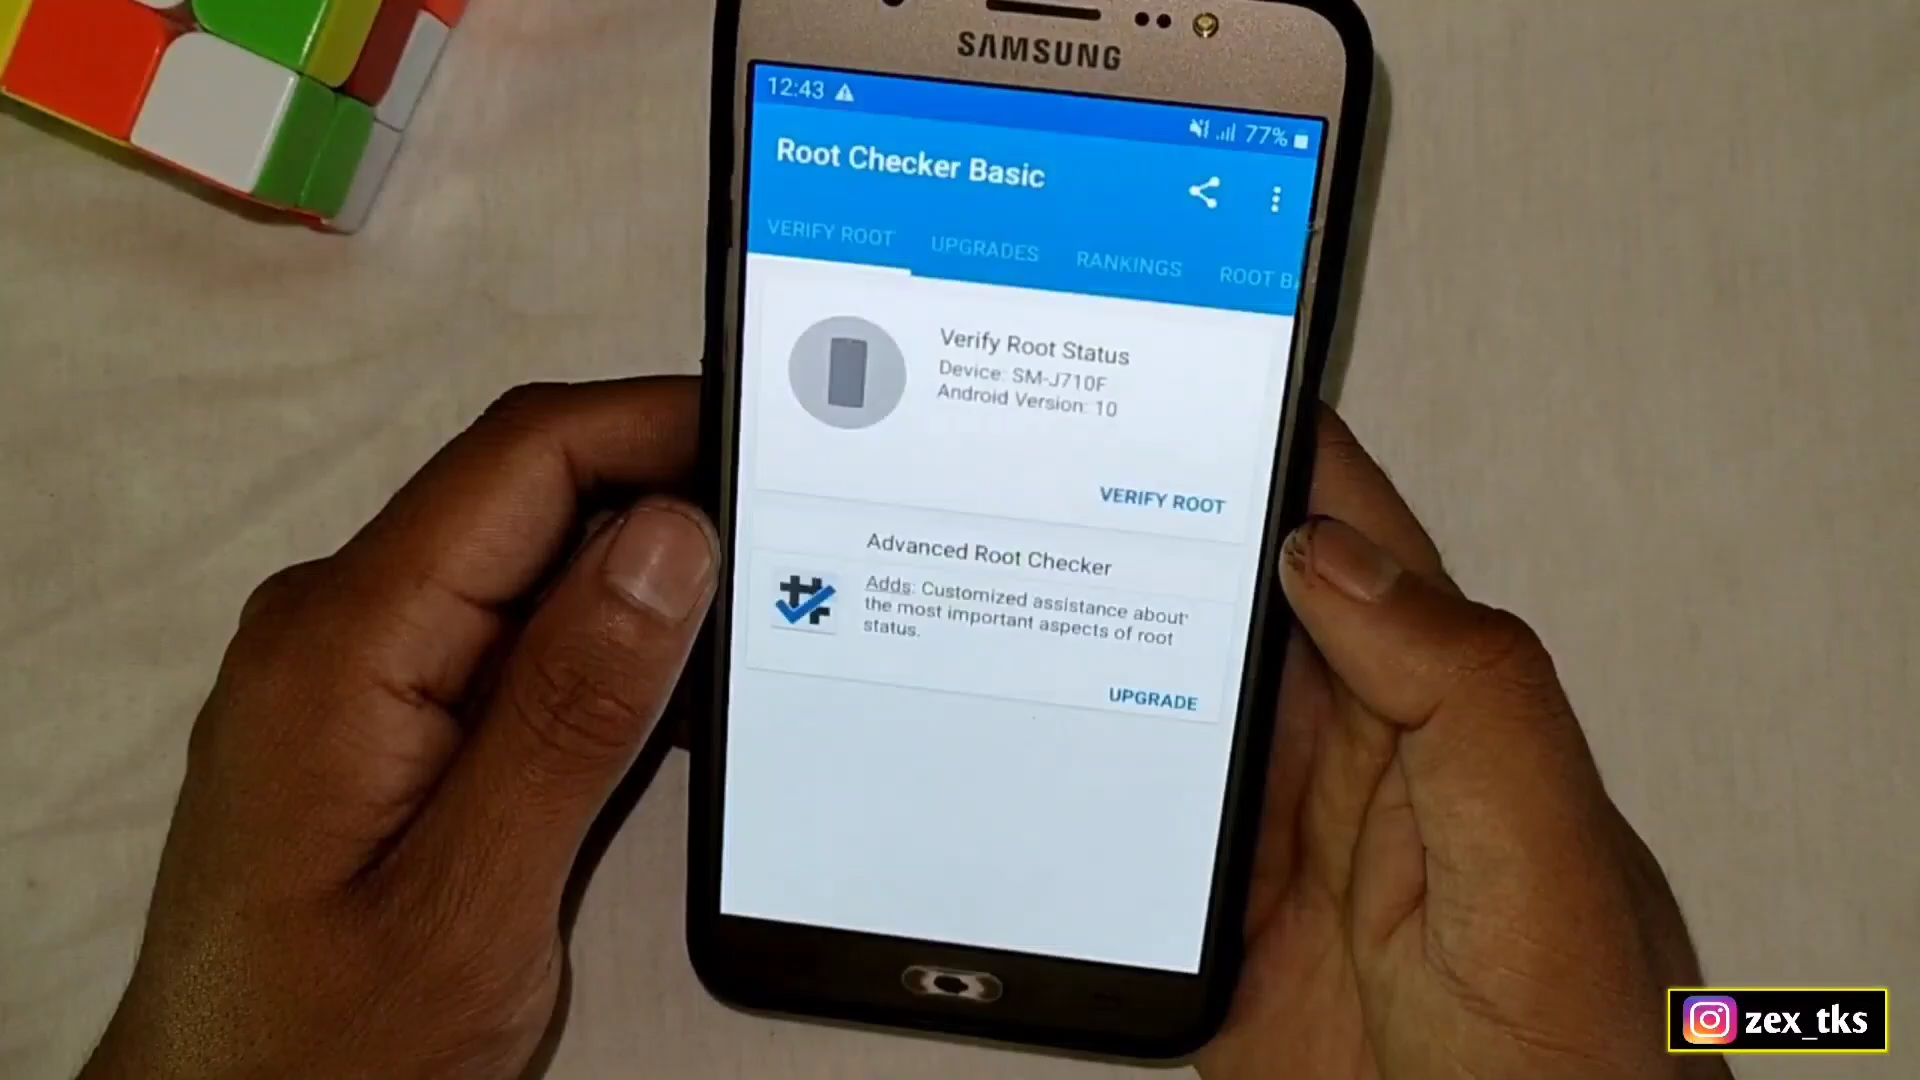 SAMSUNG
12:43
77%
Root Checker Basic
VERIFY ROOT
UPGRADES
RANKINGS
ROOT BA
Verify Root Status
Device: SM-J710F
Android Version: 10
VERIFY ROOT
Advanced Root Checker
Adds: Customized assistance about
the most important aspects of root
status.
UPGRADE
zex_tks